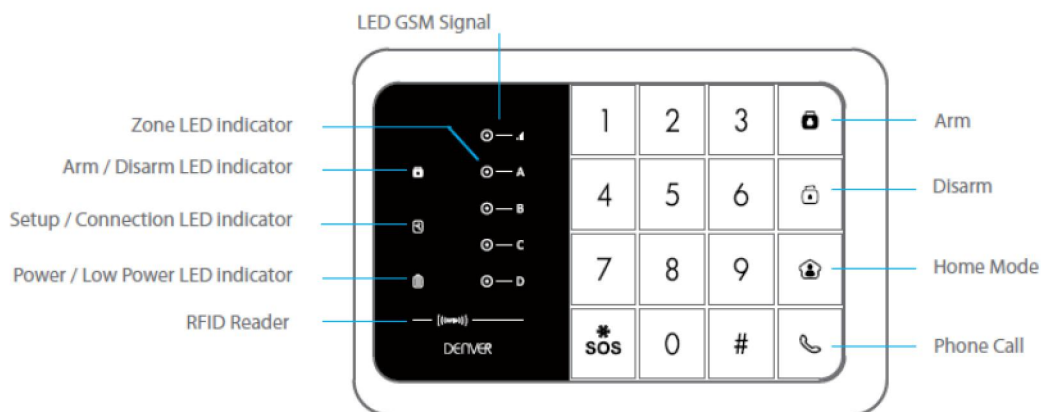 LED GSM Signal
Zone LED indicator
Arm / Disarm LED indicator
Setup / Connection LED indicator
Power / Low Power LED indicator
RFID Reader
A
B
C
D
DENVER
1 2 3
4 5 6
7 8 9
* 
SOS 0 #
Arm
Disarm
Home Mode
Phone Call